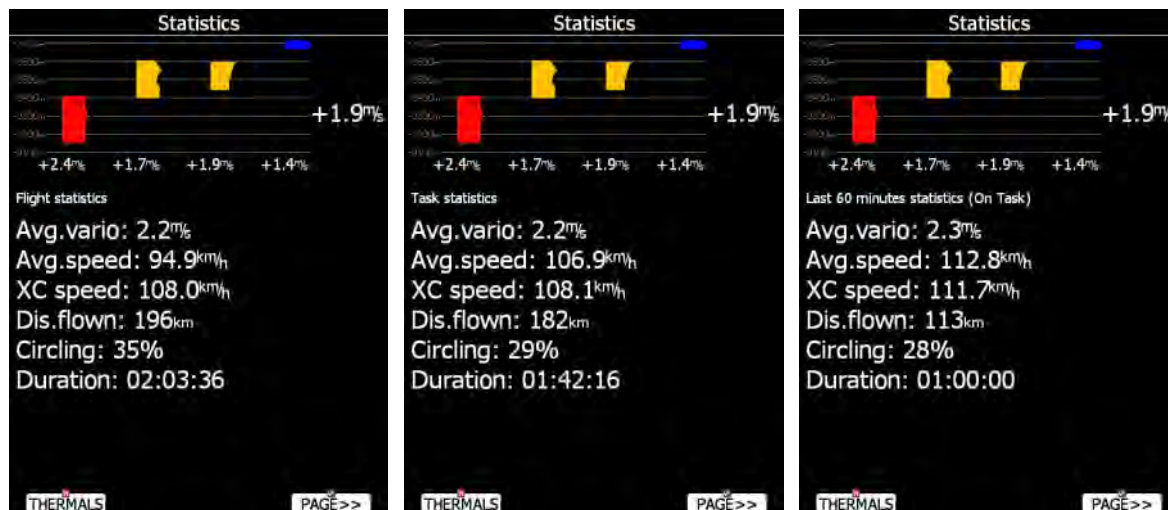 Statistics
+1.9m/s
+2.4m/s +1.7m/s +1.9m/s +1.4m/s
Flight statistics
Avg.vario: 2.2m/s
Avg.speed: 94.9km/h
XC speed: 108.0km/h
Dis.flown: 196km
Circling: 35%
Duration: 02:03:36
THERMALS PAGE>>
Statistics
+1.9m/s
+2.4m/s +1.7m/s +1.9m/s +1.4m/s
Task statistics
Avg.vario: 2.2m/s
Avg.speed: 106.9km/h
XC speed: 108.1km/h
Dis.flown: 182km
Circling: 29%
Duration: 01:42:16
THERMALS PAGE>>
Statistics
+1.9m/s
+2.4m/s +1.7m/s +1.9m/s +1.4m/s
Last 60 minutes statistics (On Task)
Avg.vario: 2.3m/s
Avg.speed: 112.8km/h
XC speed: 111.7km/h
Dis.flown: 113km
Circling: 28%
Duration: 01:00:00
THERMALS PAGE>>